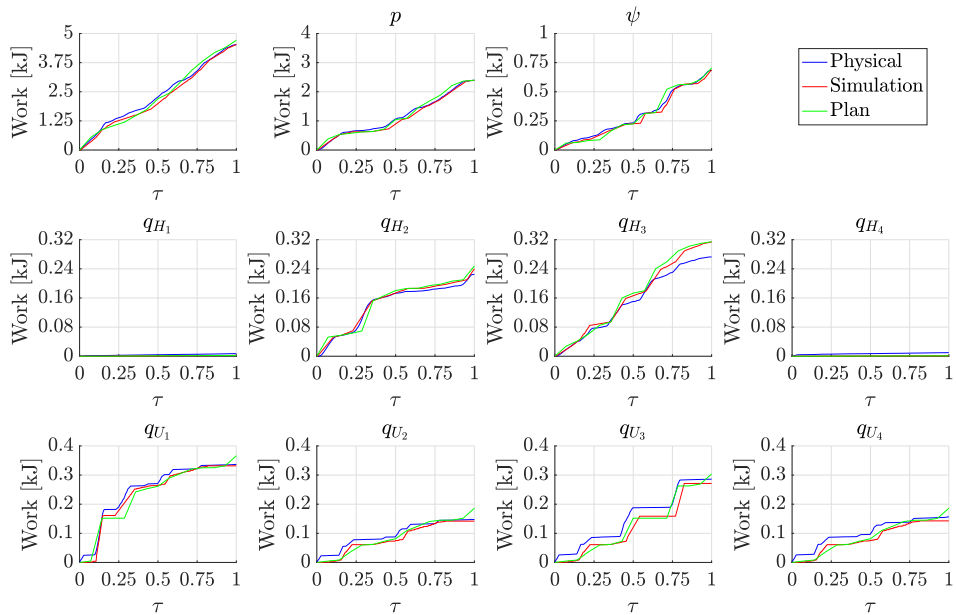 p
ψ
5
3.75
2.5
1.25
0
Work [kJ]
0 0.25 0.5 0.75 1
τ
4
3
2
1
0
Work [kJ]
0 0.25 0.5 0.75 1
τ
1
0.75
0.5
0.25
0
Work [kJ]
0 0.25 0.5 0.75 1
τ
Physical
Simulation
Plan
q_{H_1}
0.32
0.24
0.16
0.08
0
Work [kJ]
0 0.25 0.5 0.75 1
τ
q_{H_2}
0.32
0.24
0.16
0.08
0
Work [kJ]
0 0.25 0.5 0.75 1
τ
q_{H_3}
0.32
0.24
0.16
0.08
0
Work [kJ]
0 0.25 0.5 0.75 1
τ
q_{H_4}
0.32
0.24
0.16
0.08
0
Work [kJ]
0 0.25 0.5 0.75 1
τ
q_{U_1}
0.4
0.3
0.2
0.1
0
Work [kJ]
0 0.25 0.5 0.75 1
τ
q_{U_2}
0.4
0.3
0.2
0.1
0
Work [kJ]
0 0.25 0.5 0.75 1
τ
q_{U_3}
0.4
0.3
0.2
0.1
0
Work [kJ]
0 0.25 0.5 0.75 1
τ
q_{U_4}
0.4
0.3
0.2
0.1
0
Work [kJ]
0 0.25 0.5 0.75 1
τ